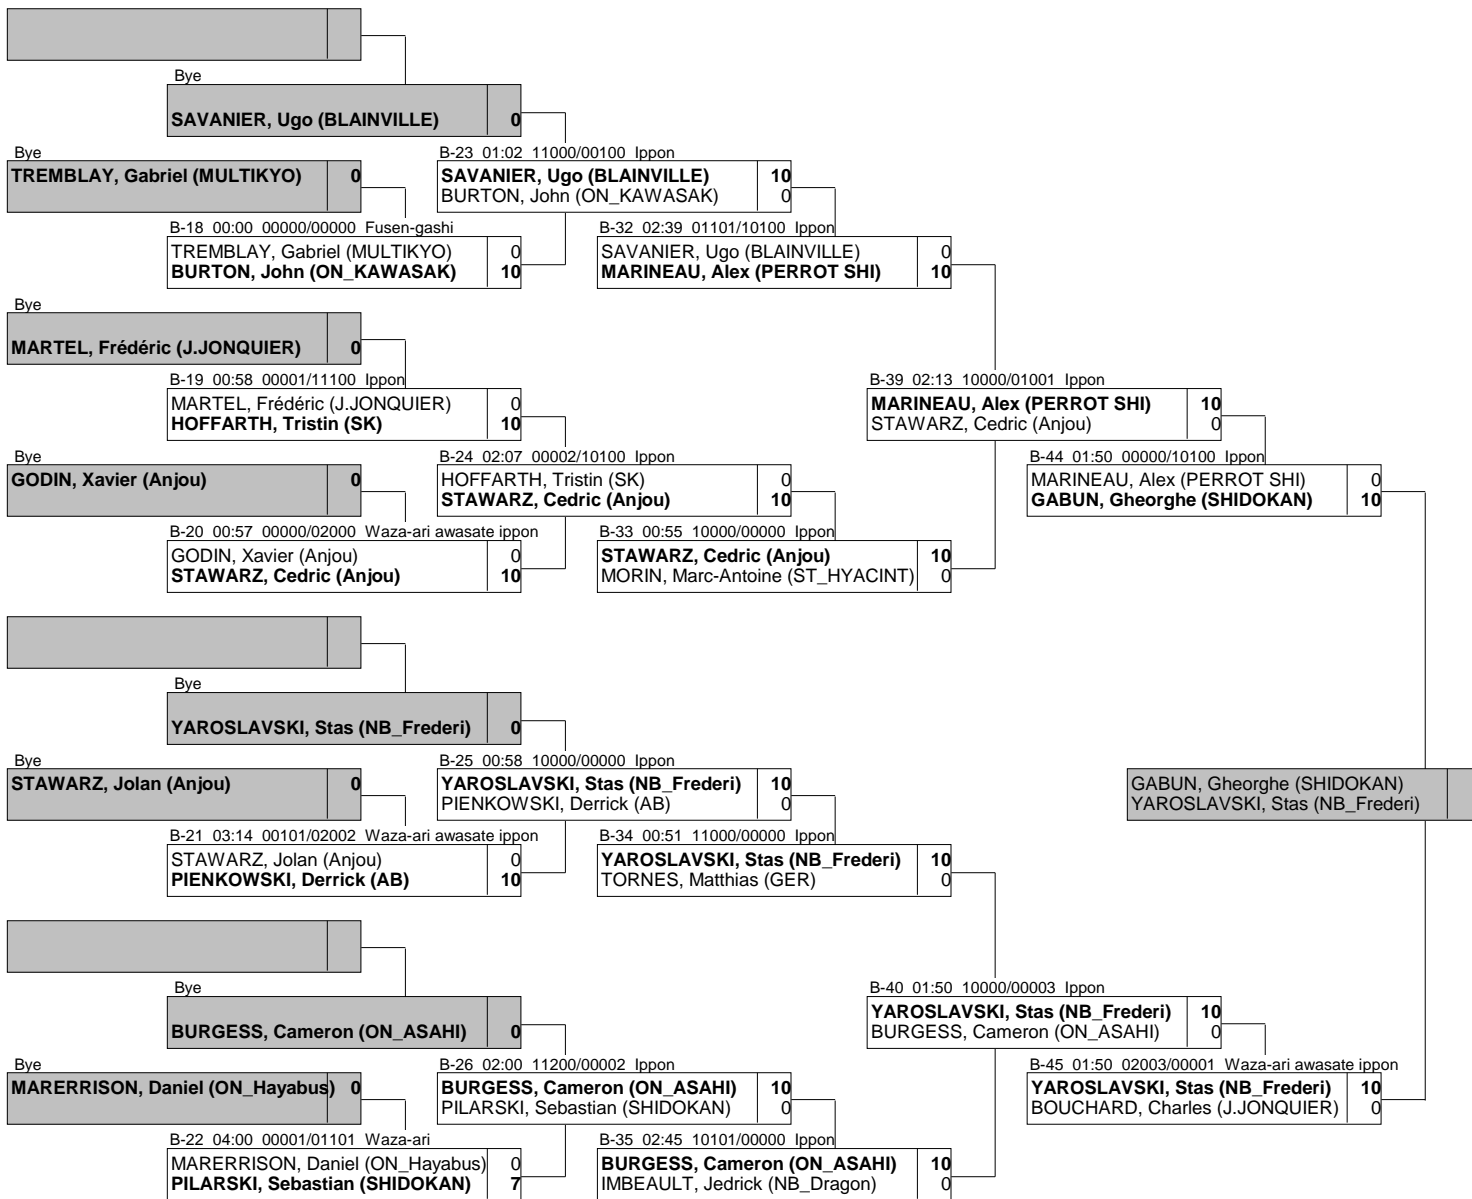 Bye
SAVANIER, Ugo (BLAINVILLE) 0
Bye
TREMBLAY, Gabriel (MULTIKYO) 0
B-23 01:02 11000/00100 Ippon
SAVANIER, Ugo (BLAINVILLE) 10
BURTON, John (ON_KAWASAK) 0
B-18 00:00 00000/00000 Fusen-gashi
TREMBLAY, Gabriel (MULTIKYO) 0
BURTON, John (ON_KAWASAK) 10
B-32 02:39 01101/10100 Ippon
SAVANIER, Ugo (BLAINVILLE) 0
MARINEAU, Alex (PERROT SHI) 10
Bye
MARTEL, Frédéric (J.JONQUIER) 0
B-19 00:58 00001/11100 Ippon
MARTEL, Frédéric (J.JONQUIER) 0
HOFFARTH, Tristin (SK) 10
B-39 02:13 10000/01001 Ippon
MARINEAU, Alex (PERROT SHI) 10
STAWARZ, Cedric (Anjou) 0
Bye
GODIN, Xavier (Anjou) 0
B-24 02:07 00002/10100 Ippon
HOFFARTH, Tristin (SK) 0
STAWARZ, Cedric (Anjou) 10
B-44 01:50 00000/10100 Ippon
MARINEAU, Alex (PERROT SHI) 0
GABUN, Gheorghe (SHIDOKAN) 10
B-20 00:57 00000/02000 Waza-ari awasate ippon
GODIN, Xavier (Anjou) 0
STAWARZ, Cedric (Anjou) 10
B-33 00:55 10000/00000 Ippon
STAWARZ, Cedric (Anjou) 10
MORIN, Marc-Antoine (ST_HYACINT) 0
Bye
YAROSLAVSKI, Stas (NB_Frederi) 0
Bye
STAWARZ, Jolan (Anjou) 0
B-25 00:58 10000/00000 Ippon
YAROSLAVSKI, Stas (NB_Frederi) 10
PIENKOWSKI, Derrick (AB) 0
GABUN, Gheorghe (SHIDOKAN)
YAROSLAVSKI, Stas (NB_Frederi)
B-21 03:14 00101/02002 Waza-ari awasate ippon
STAWARZ, Jolan (Anjou) 0
PIENKOWSKI, Derrick (AB) 10
B-34 00:51 11000/00000 Ippon
YAROSLAVSKI, Stas (NB_Frederi) 10
TORNES, Matthias (GER) 0
Bye
BURGESS, Cameron (ON_ASAHI) 0
B-40 01:50 10000/00003 Ippon
YAROSLAVSKI, Stas (NB_Frederi) 10
BURGESS, Cameron (ON_ASAHI) 0
Bye
MARERRISON, Daniel (ON_Hayabus) 0
B-26 02:00 11200/00002 Ippon
BURGESS, Cameron (ON_ASAHI) 10
PILARSKI, Sebastian (SHIDOKAN) 0
B-45 01:50 02003/00001 Waza-ari awasate ippon
YAROSLAVSKI, Stas (NB_Frederi) 10
BOUCHARD, Charles (J.JONQUIER) 0
B-22 04:00 00001/01101 Waza-ari
MARERRISON, Daniel (ON_Hayabus) 0
PILARSKI, Sebastian (SHIDOKAN) 7
B-35 02:45 10101/00000 Ippon
BURGESS, Cameron (ON_ASAHI) 10
IMBEAULT, Jedrick (NB_Dragon) 0